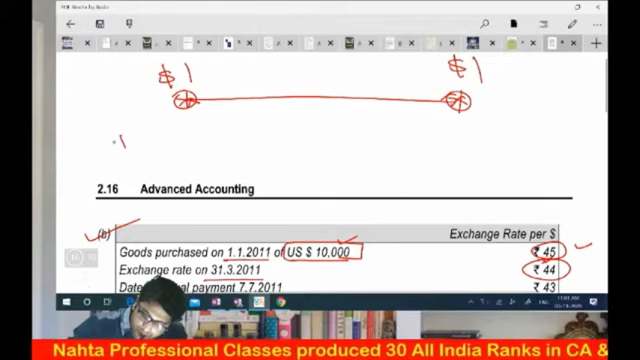 $ 1 $ 1
2.16 Advanced Accounting
(b) Exchange Rate per $
Goods purchased on 1.1.2011 of US $ 10,000 ₹ 45
Exchange rate on 31.3.2011 ₹ 44
7.7.2011 ₹ 43
Nahta Professional Classes produced 30 All India Ranks in CA &